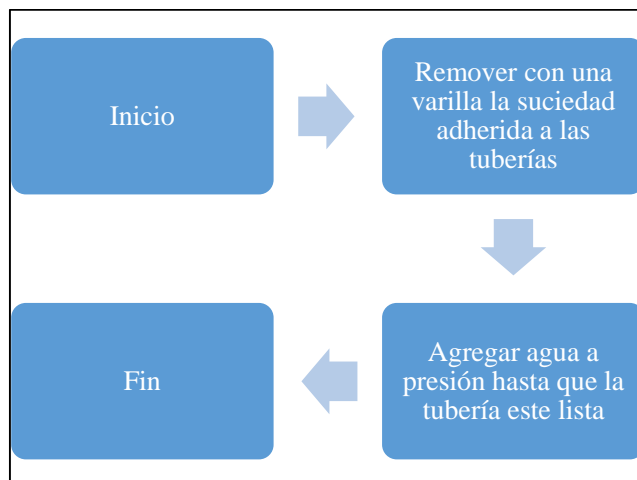 Inicio
Remover con una
varilla la suciedad
adherida a las
tuberías
Agregar agua a
presión hasta que la
tubería este lista
Fin